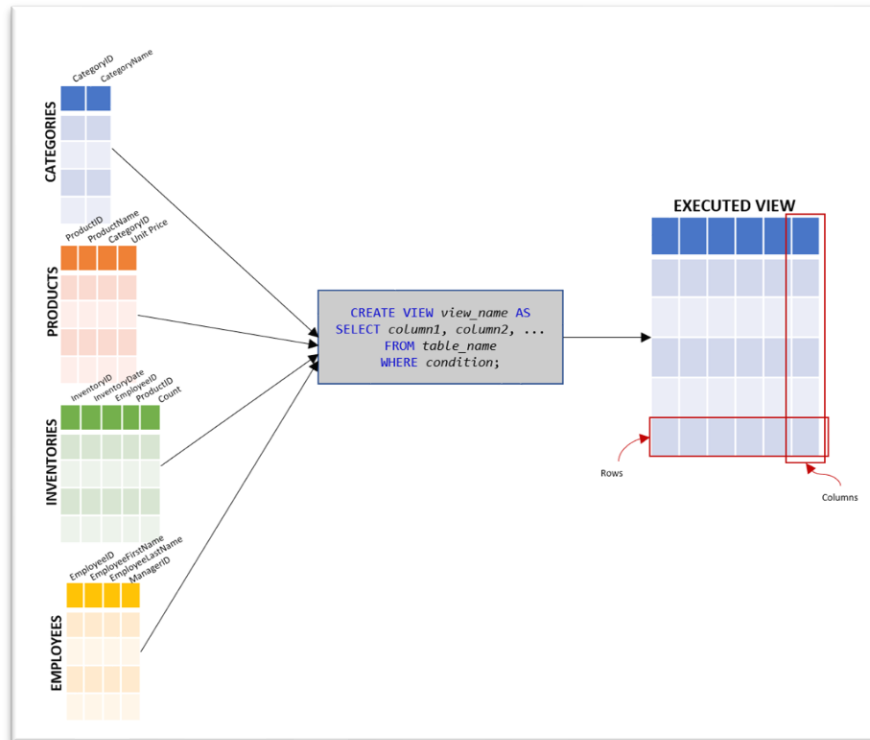 CategoryID
CategoryName
CATEGORIES
ProductID
ProductName
CategoryID
Unit Price
PRODUCTS
InventoryID
InventoryDate
EmployeeID
ProductID
Count
INVENTORIES
EmployeeID
EmployeeFirstName
EmployeeLastName
ManagerID
EMPLOYEES
CREATE VIEW view_name AS
SELECT column1, column2, ...
FROM table_name
WHERE condition;
EXECUTED VIEW
Rows
Columns